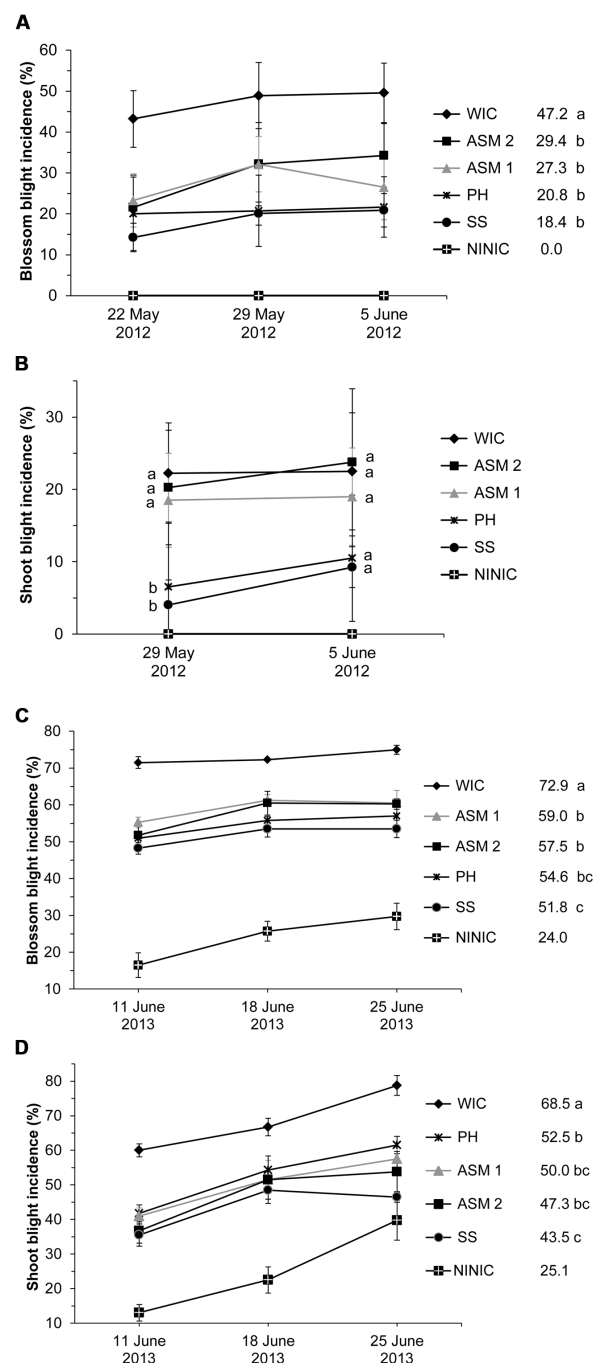 A
Blossom blight incidence (%)
60
50
40
30
20
10
0
22 May
2012
29 May
2012
5 June
2012
WIC 47.2 a
ASM 2 29.4 b
ASM 1 27.3 b
PH 20.8 b
SS 18.4 b
NINIC 0.0
B
Shoot blight incidence (%)
30
20
10
0
a
a
a
b
b
a
a
a
a
a
29 May
2012
5 June
2012
WIC
ASM 2
ASM 1
PH
SS
NINIC
C
Blossom blight incidence (%)
80
70
60
50
40
30
20
10
11 June
2013
18 June
2013
25 June
2013
WIC 72.9 a
ASM 1 59.0 b
ASM 2 57.5 b
PH 54.6 bc
SS 51.8 c
NINIC 24.0
D
Shoot blight incidence (%)
80
70
60
50
40
30
20
10
11 June
2013
18 June
2013
25 June
2013
WIC 68.5 a
PH 52.5 b
ASM 1 50.0 bc
ASM 2 47.3 bc
SS 43.5 c
NINIC 25.1